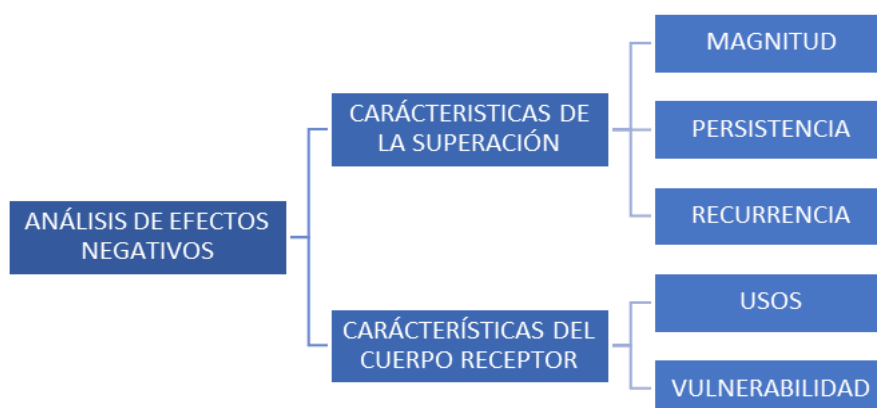 ANÁLISIS DE EFECTOS
NEGATIVOS
CARÁCTERISTICAS DE
LA SUPERACIÓN
MAGNITUD
PERSISTENCIA
RECURRENCIA
CARÁCTERÍSTICAS DEL
CUERPO RECEPTOR
USOS
VULNERABILIDAD